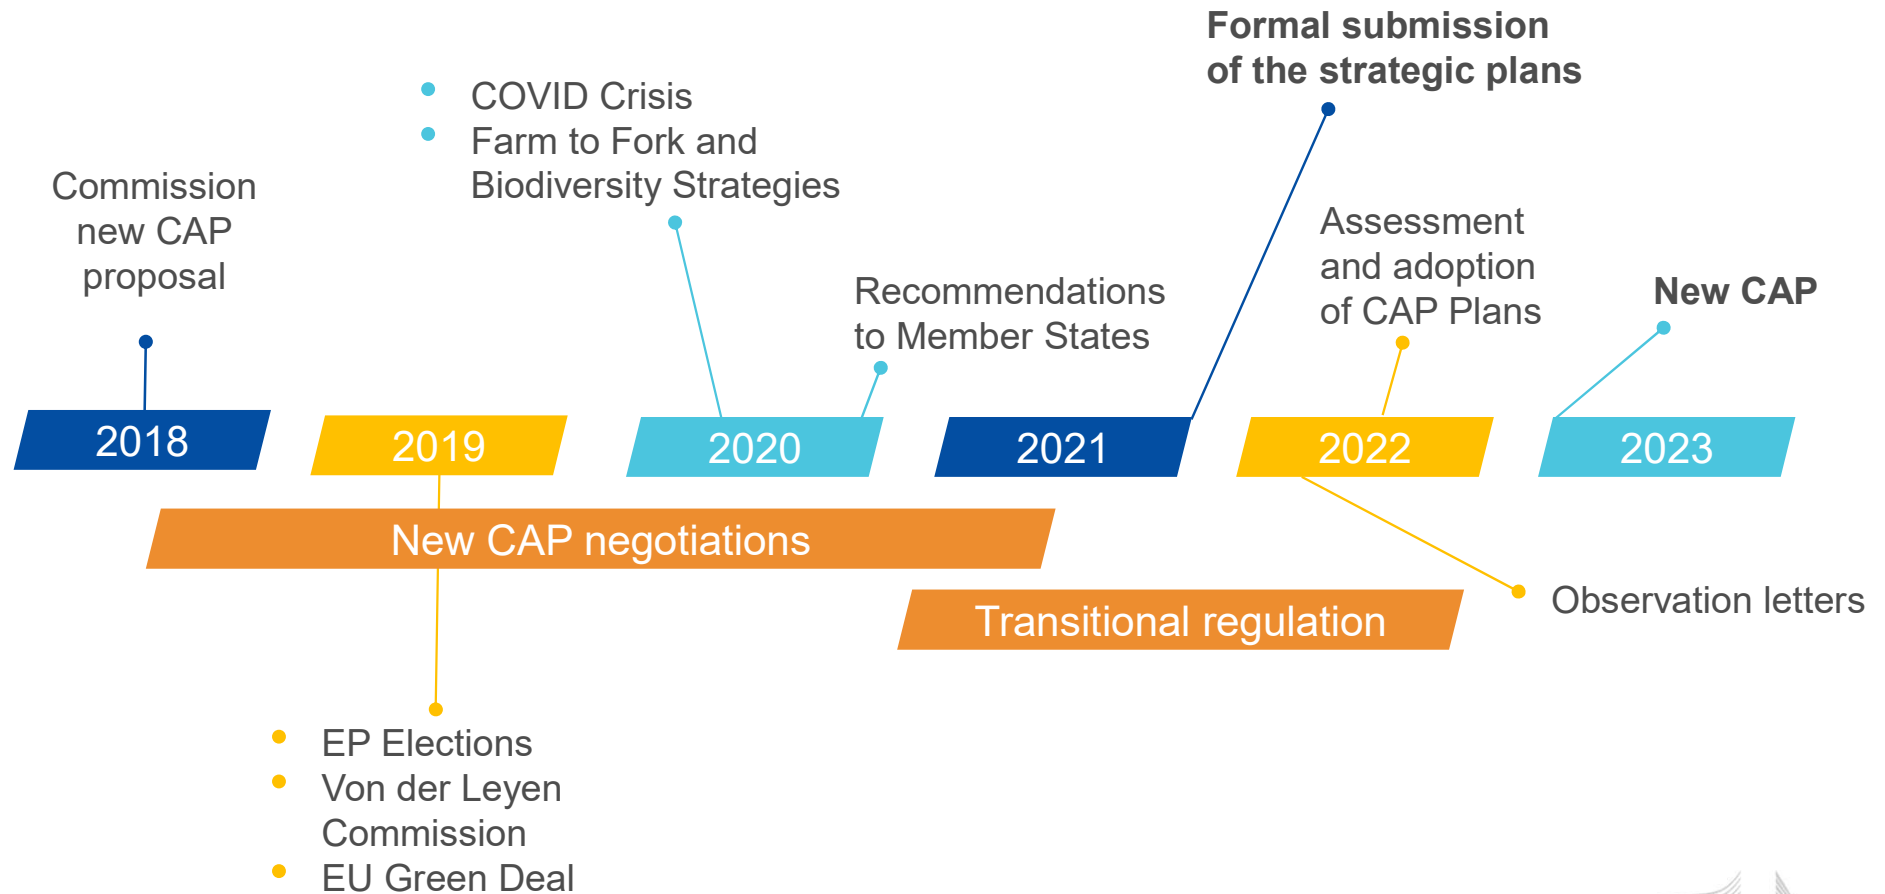 Formal submission
of the strategic plans
COVID Crisis
Farm to Fork and
Biodiversity Strategies
Commission
new CAP
proposal
Recommendations
to Member States
Assessment
and adoption
of CAP Plans
New CAP
2018
2019
2020
2021
2022
2023
New CAP negotiations
Transitional regulation
Observation letters
EP Elections
Von der Leyen
Commission
EU Green Deal